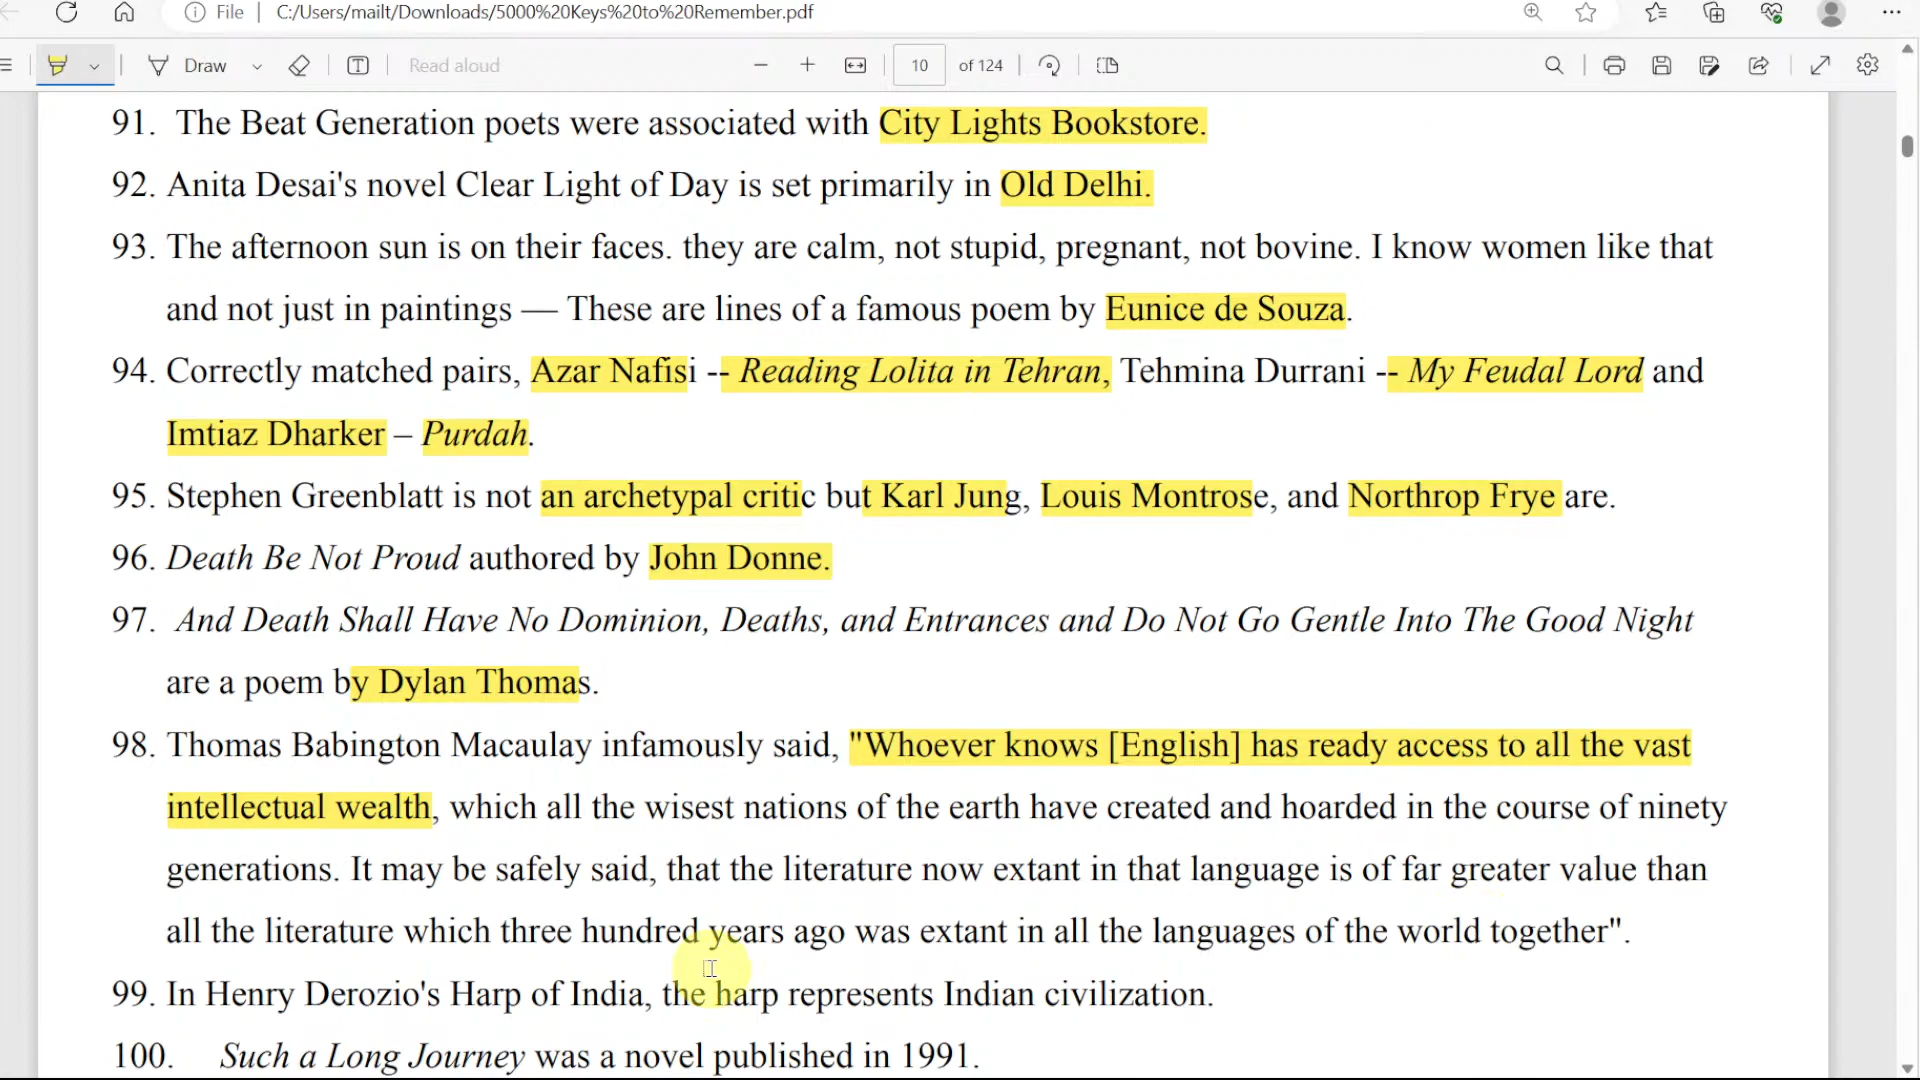 File | C:/Users/mailt/Downloads/5000%20Keys%20to%20Remember.pdf
Draw Read aloud 10 of 124
91. The Beat Generation poets were associated with City Lights Bookstore.
92. Anita Desai's novel Clear Light of Day is set primarily in Old Delhi.
93. The afternoon sun is on their faces. they are calm, not stupid, pregnant, not bovine. I know women like that
and not just in paintings — These are lines of a famous poem by Eunice de Souza.
94. Correctly matched pairs, Azar Nafisi -- Reading Lolita in Tehran, Tehmina Durrani -- My Feudal Lord and
Imtiaz Dharker – Purdah.
95. Stephen Greenblatt is not an archetypal critic but Karl Jung, Louis Montrose, and Northrop Frye are.
96. Death Be Not Proud authored by John Donne.
97. And Death Shall Have No Dominion, Deaths, and Entrances and Do Not Go Gentle Into The Good Night
are a poem by Dylan Thomas.
98. Thomas Babington Macaulay infamously said, "Whoever knows [English] has ready access to all the vast
intellectual wealth, which all the wisest nations of the earth have created and hoarded in the course of ninety
generations. It may be safely said, that the literature now extant in that language is of far greater value than
all the literature which three hundred years ago was extant in all the languages of the world together".
99. In Henry Derozio's Harp of India, the harp represents Indian civilization.
100. Such a Long Journey was a novel published in 1991.